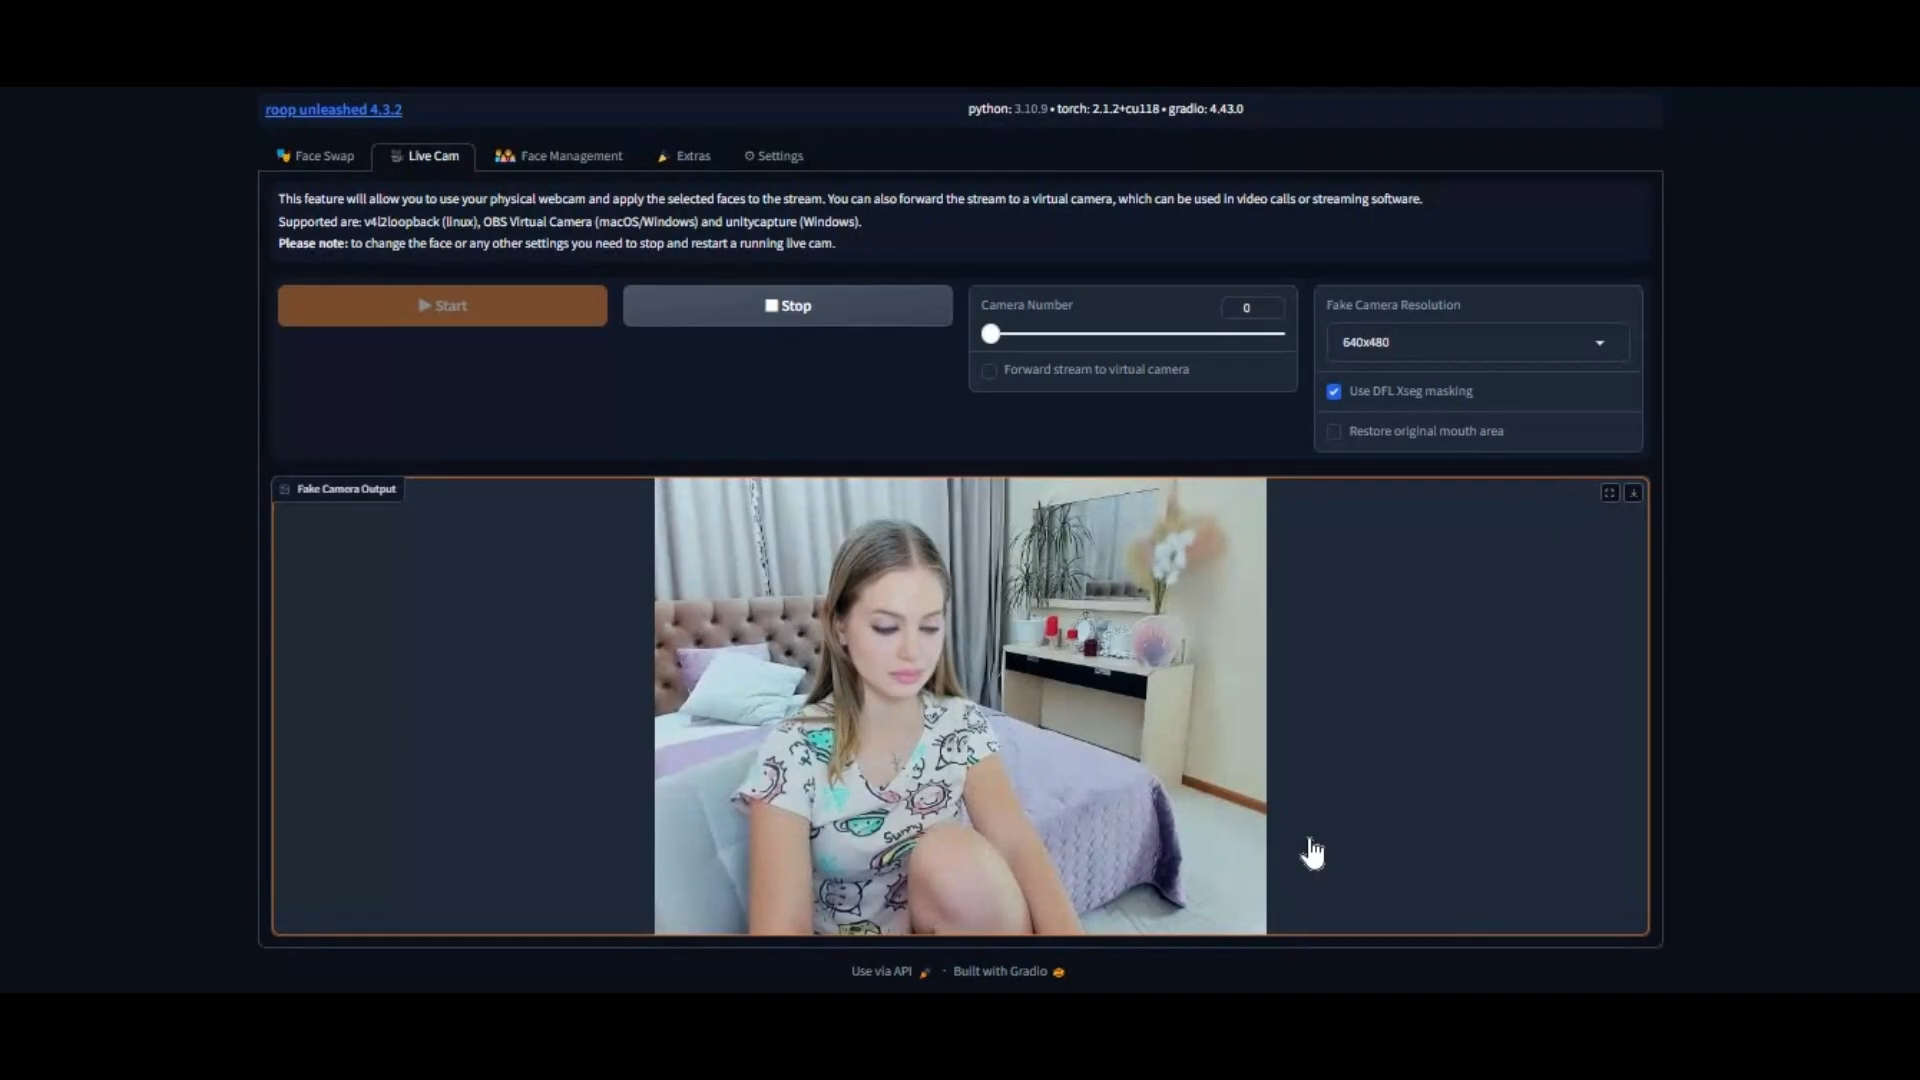 roop unleashed 4.3.2
python: 3.10.9 • torch: 2.1.2+cu118 • gradio: 4.43.0
Face Swap
Live Cam
Face Management
Extras
Settings
This feature will allow you to use your physical webcam and apply the selected faces to the stream. You can also forward the stream to a virtual camera, which can be used in video calls or streaming software.
Supported are: v4l2loopback (linux), OBS Virtual Camera (macOS/Windows) and unitycapture (Windows).
Please note: to change the face or any other settings you need to stop and restart a running live cam.
Start
Stop
Camera Number
0
Forward stream to virtual camera
Fake Camera Resolution
640x480
Use DFL Xseg masking
Restore original mouth area
Fake Camera Output
Sunny
Use via API
·
Built with Gradio